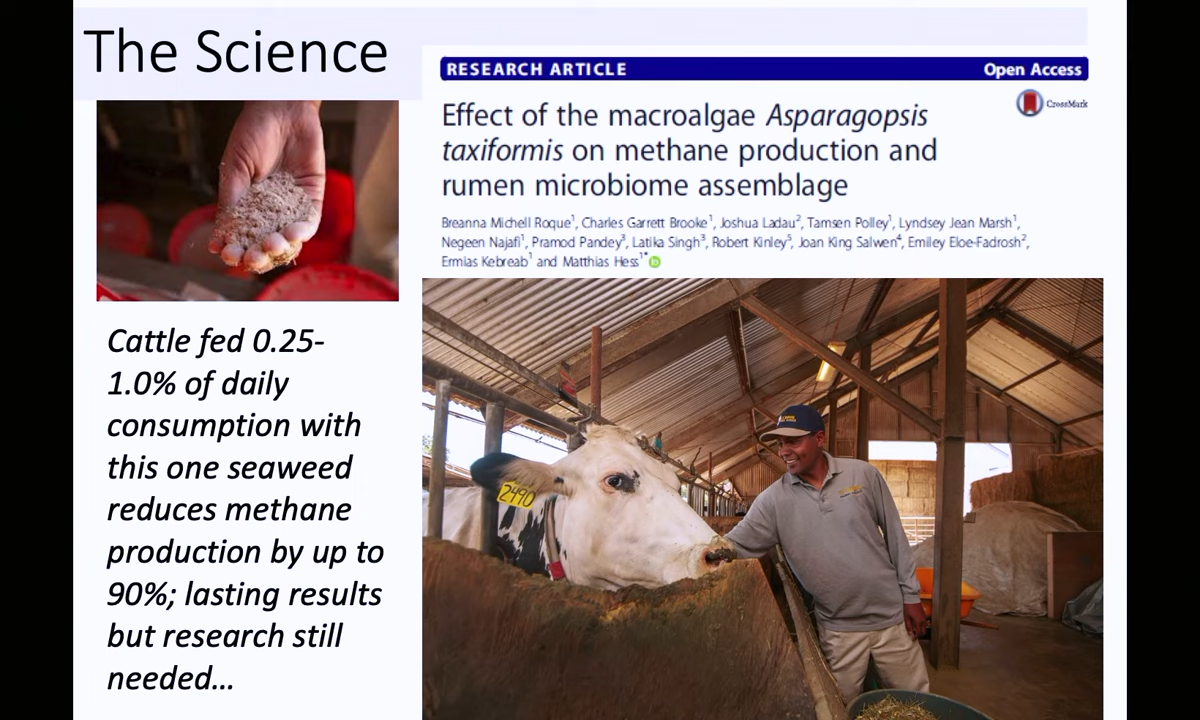 The Science
RESEARCH ARTICLE
Open Access
CrossMark
Effect of the macroalgae Asparagopsis
taxiformis on methane production and
rumen microbiome assemblage
Breanna Michell Roque¹, Charles Garrett Brooke¹, Joshua Ladau², Tamsen Polley¹, Lyndsey Jean Marsh¹,
Negeen Najafi¹, Pramod Pandey³, Latika Singh³, Robert Kinley⁵, Joan King Salwen⁴, Emiley Eloe-Fadrosh²,
Ermias Kebreab¹ and Matthias Hess¹*
Cattle fed 0.25-
1.0% of daily
consumption with
this one seaweed
reduces methane
production by up to
90%; lasting results
but research still
needed...
2490